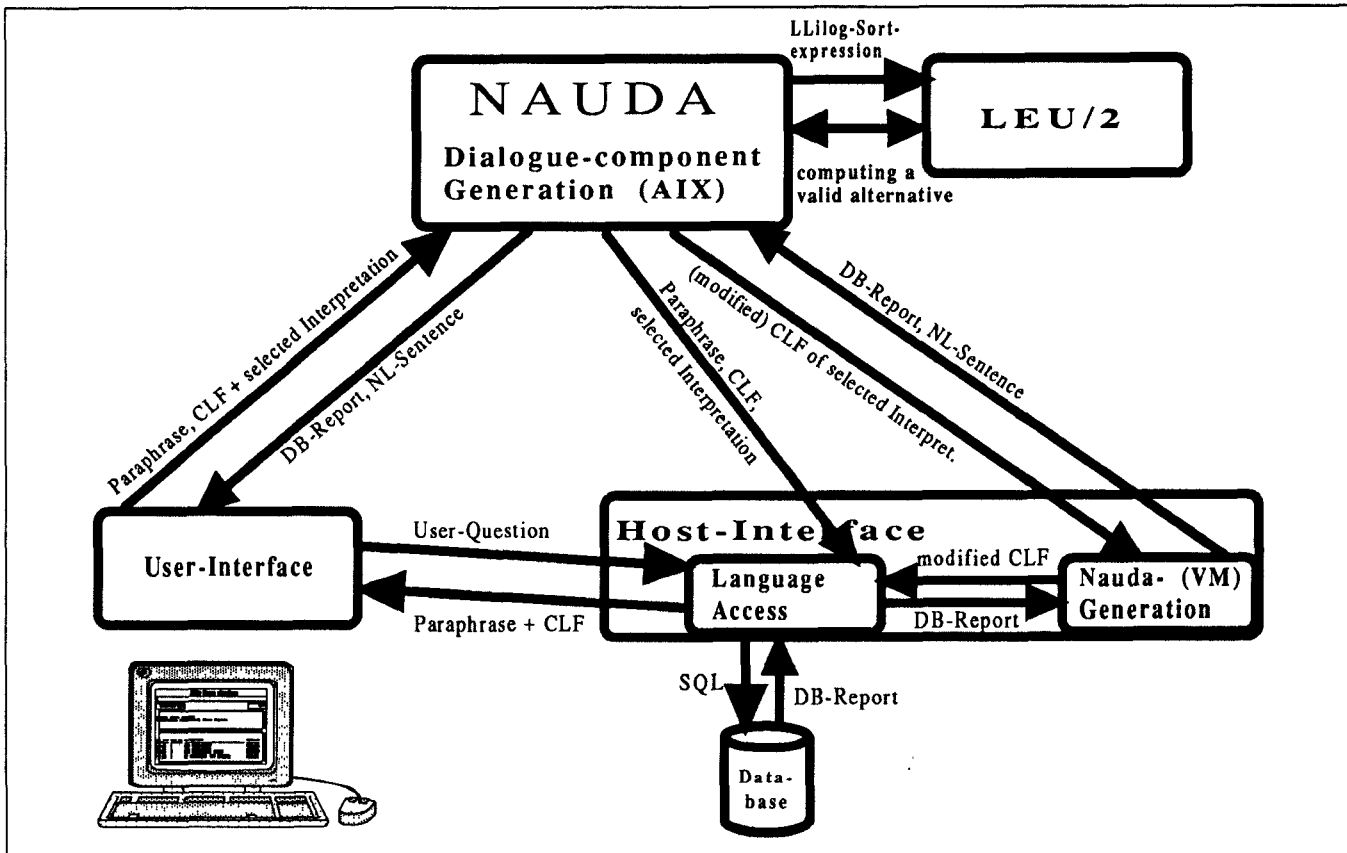 LLilog-Sort-
expression
NAUDA
Dialogue-component
Generation (AIX)
LEU/2
computing a
valid alternative
Paraphrase, CLF + selected Interpretation
DB-Report, NL-Sentence
Paraphrase, CLF,
selected Interpretation
(modified) CLF of selected Interpret.
DB-Report, NL-Sentence
User-Interface
User-Question
Paraphrase + CLF
Host-Interface
Language
Access
modified CLF
DB-Report
Nauda- (VM)
Generation
SQL
DB-Report
Data-
base